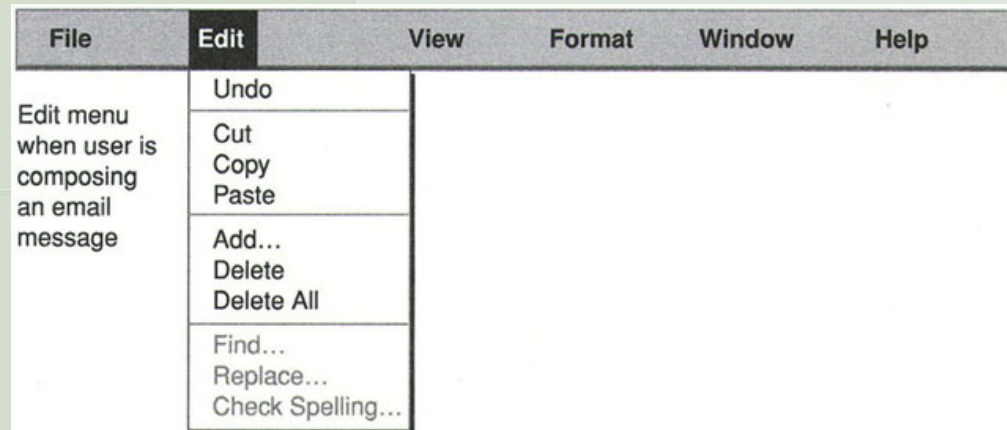 File Edit View Format Window Help
Edit menu
when user is
composing
an email
message
Undo
Cut
Copy
Paste
Add...
Delete
Delete All
Find...
Replace...
Check Spelling...